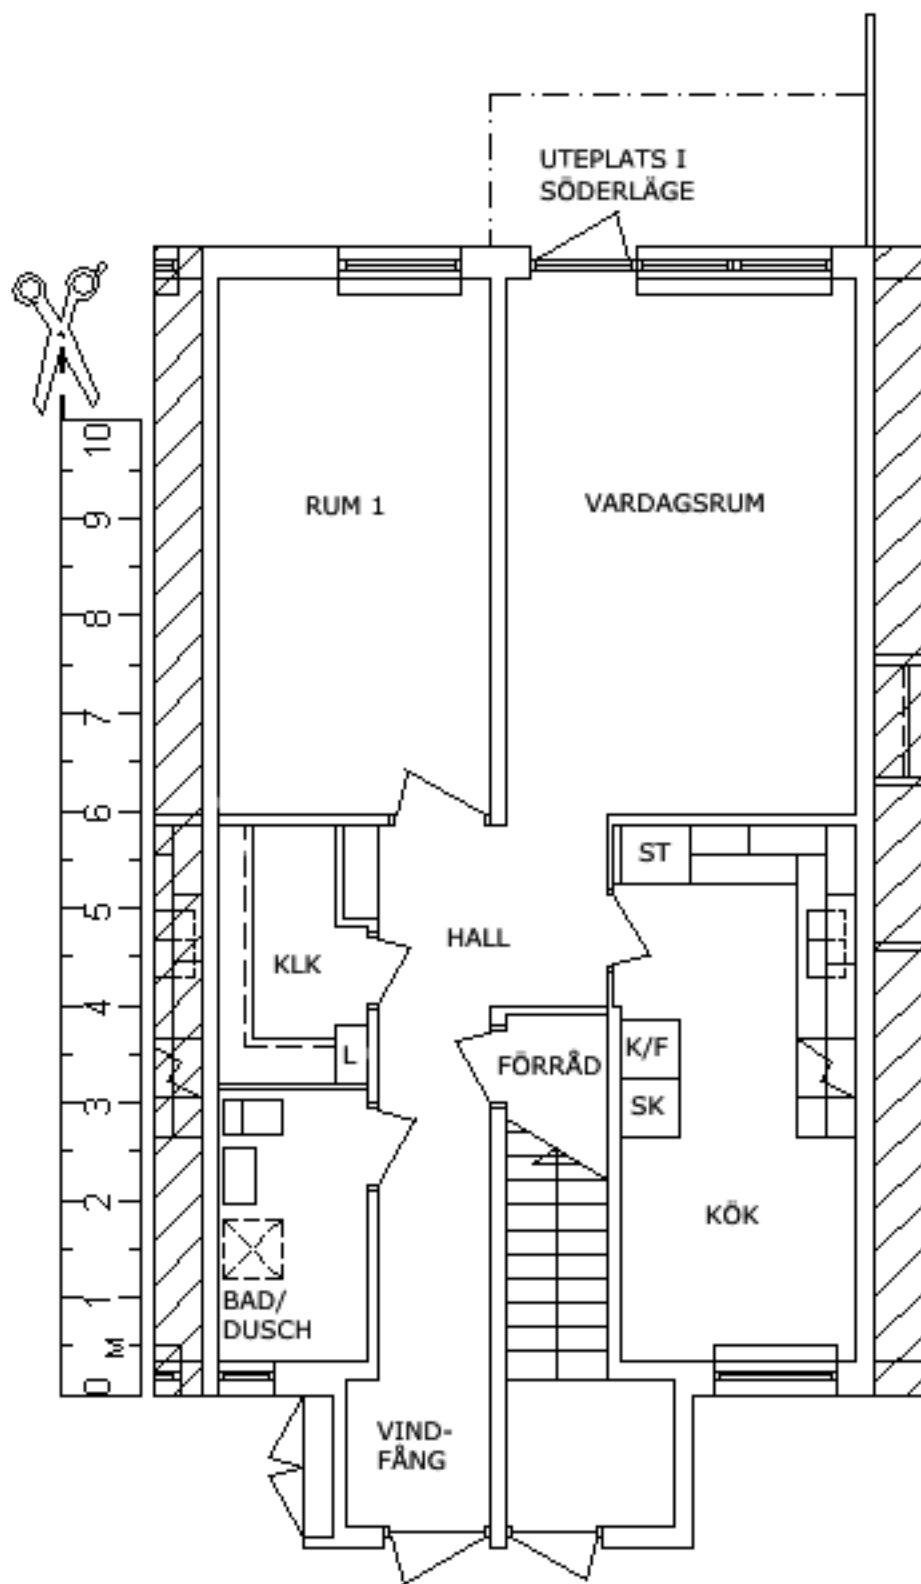 UTEPLATS I
SÖDERLÄGE
RUM 1
VARDAGSRUM
10
9
8
7
6
5
4
3
2
1
0 M
ST
HALL
KLK
L
FÖRRÅD
K/F
SK
KÖK
BAD/
DUSCH
VIND-
FÅNG